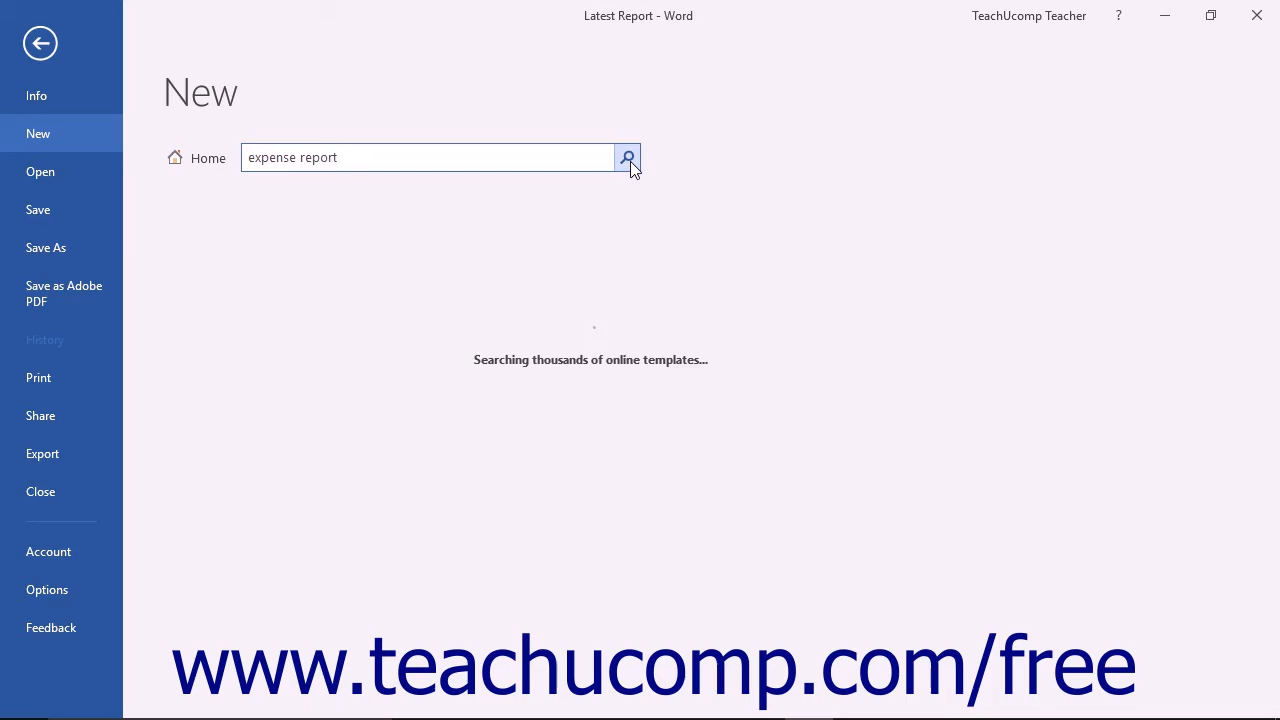 Latest Report - Word
TeachUcomp Teacher
?
Info
New
Open
Save
Save As
Save as Adobe
PDF
History
Print
Share
Export
Close
Account
Options
Feedback
New
Home
expense report
Searching thousands of online templates...
www.teachucomp.com/free